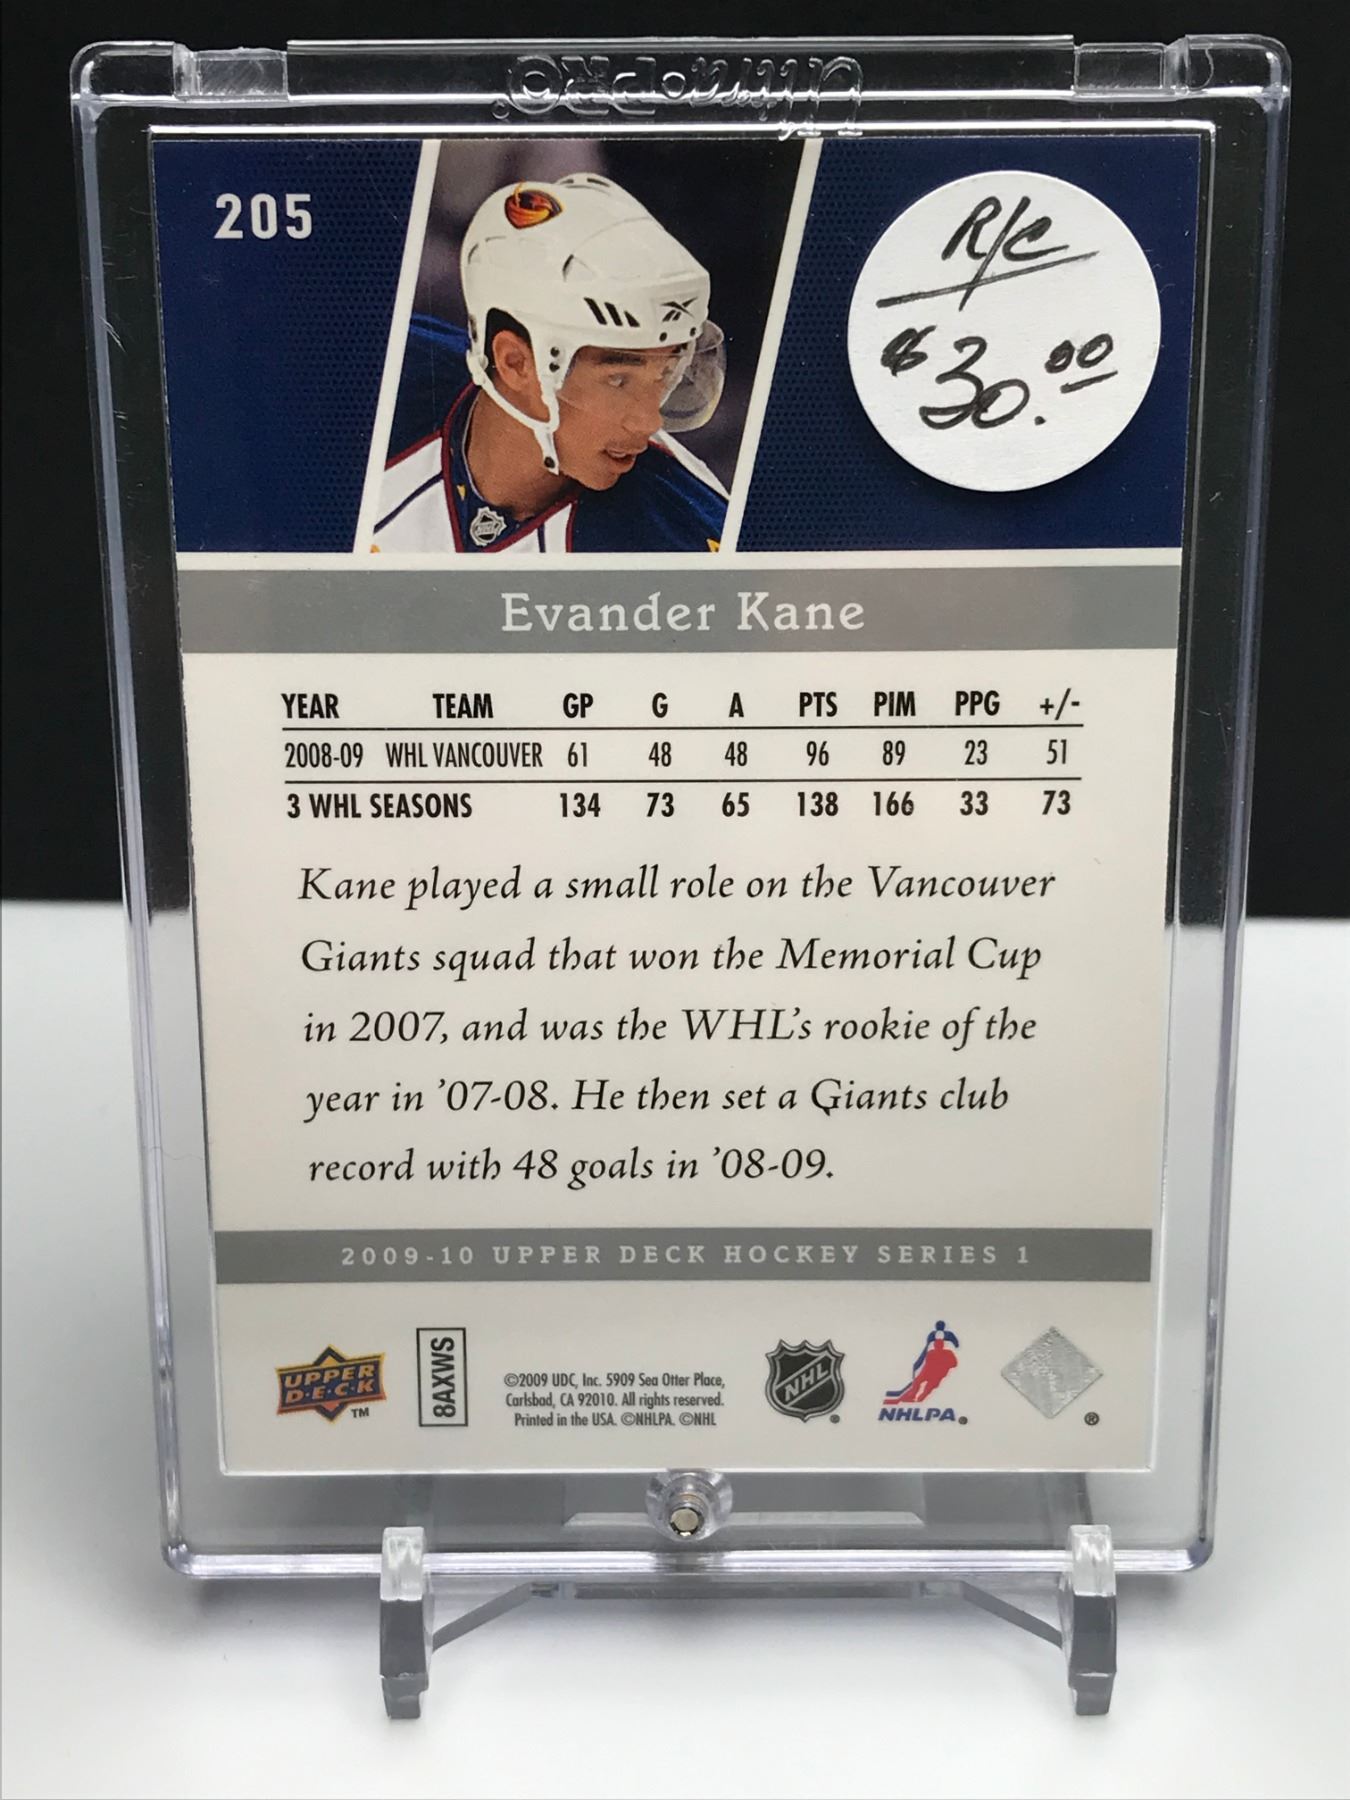 Ultra·PRO®
205
R/C
$30.00
Evander Kane
YEAR TEAM GP G A PTS PIM PPG +/-
2008-09 WHL VANCOUVER 61 48 48 96 89 23 51
3 WHL SEASONS 134 73 65 138 166 33 73
Kane played a small role on the Vancouver
Giants squad that won the Memorial Cup
in 2007, and was the WHL's rookie of the
year in '07-08. He then set a Giants club
record with 48 goals in '08-09.
2009-10 UPPER DECK HOCKEY SERIES 1
UPPER
D·E·C·K
TM
8AXWS
©2009 UDC, Inc. 5909 Sea Otter Place,
Carlsbad, CA 92010. All rights reserved.
Printed in the USA. ©NHLPA. ©NHL
NHL®
NHLPA®
®